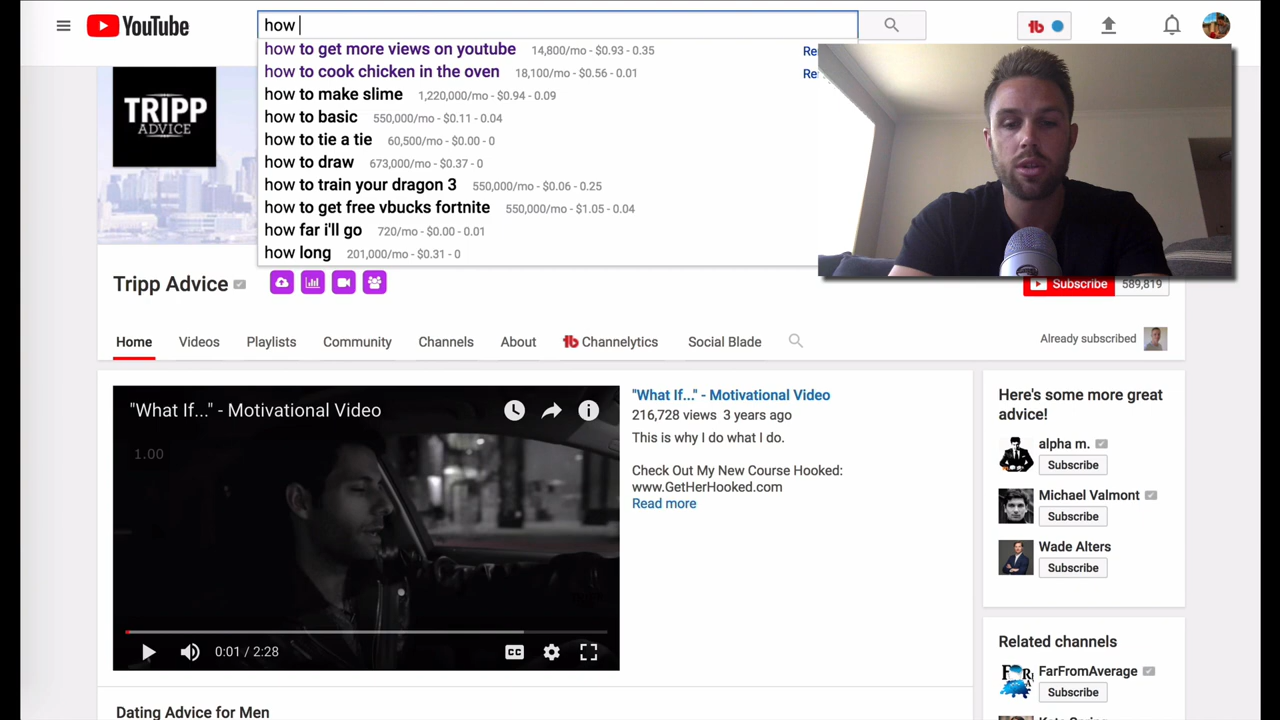 YouTube
how
how to get more views on youtube 14,800/mo - $0.93 - 0.35
Re
how to cook chicken in the oven 18,100/mo - $0.56 - 0.01
Re
how to make slime 1,220,000/mo - $0.94 - 0.09
how to basic 550,000/mo - $0.11 - 0.04
how to tie a tie 60,500/mo - $0.00 - 0
how to draw 673,000/mo - $0.37 - 0
how to train your dragon 3 550,000/mo - $0.06 - 0.25
how to get free vbucks fortnite 550,000/mo - $1.05 - 0.04
how far i'll go 720/mo - $0.00 - 0.01
how long 201,000/mo - $0.31 - 0
TRIPP
ADVICE
Tripp Advice
Subscribe 589,819
Home Videos Playlists Community Channels About Channelytics Social Blade
Already subscribed
"What If..." - Motivational Video
1.00
0:01 / 2:28
CC
"What If..." - Motivational Video
216,728 views 3 years ago
This is why I do what I do.
Check Out My New Course Hooked:
www.GetHerHooked.com
Read more
Here's some more great
advice!
alpha m.
Subscribe
Michael Valmont
Subscribe
Wade Alters
Subscribe
Related channels
FarFromAverage
Subscribe
Dating Advice for Men